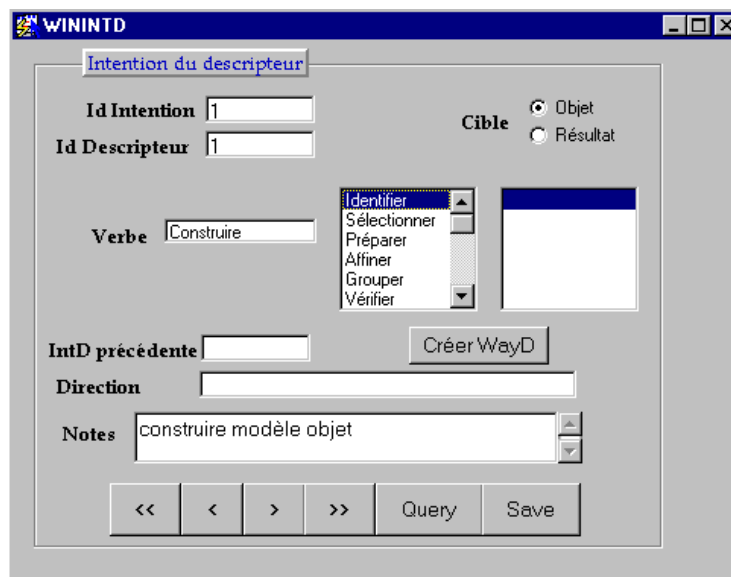 WININTD
Intention du descripteur
Id Intention 1
Cible
Objet
Résultat
Id Descripteur 1
Verbe Construire
Identifier
Sélectionner
Préparer
Affiner
Grouper
Vérifier
IntD précédente
Créer WayD
Direction
Notes construire modèle objet
<< < > >> Query Save